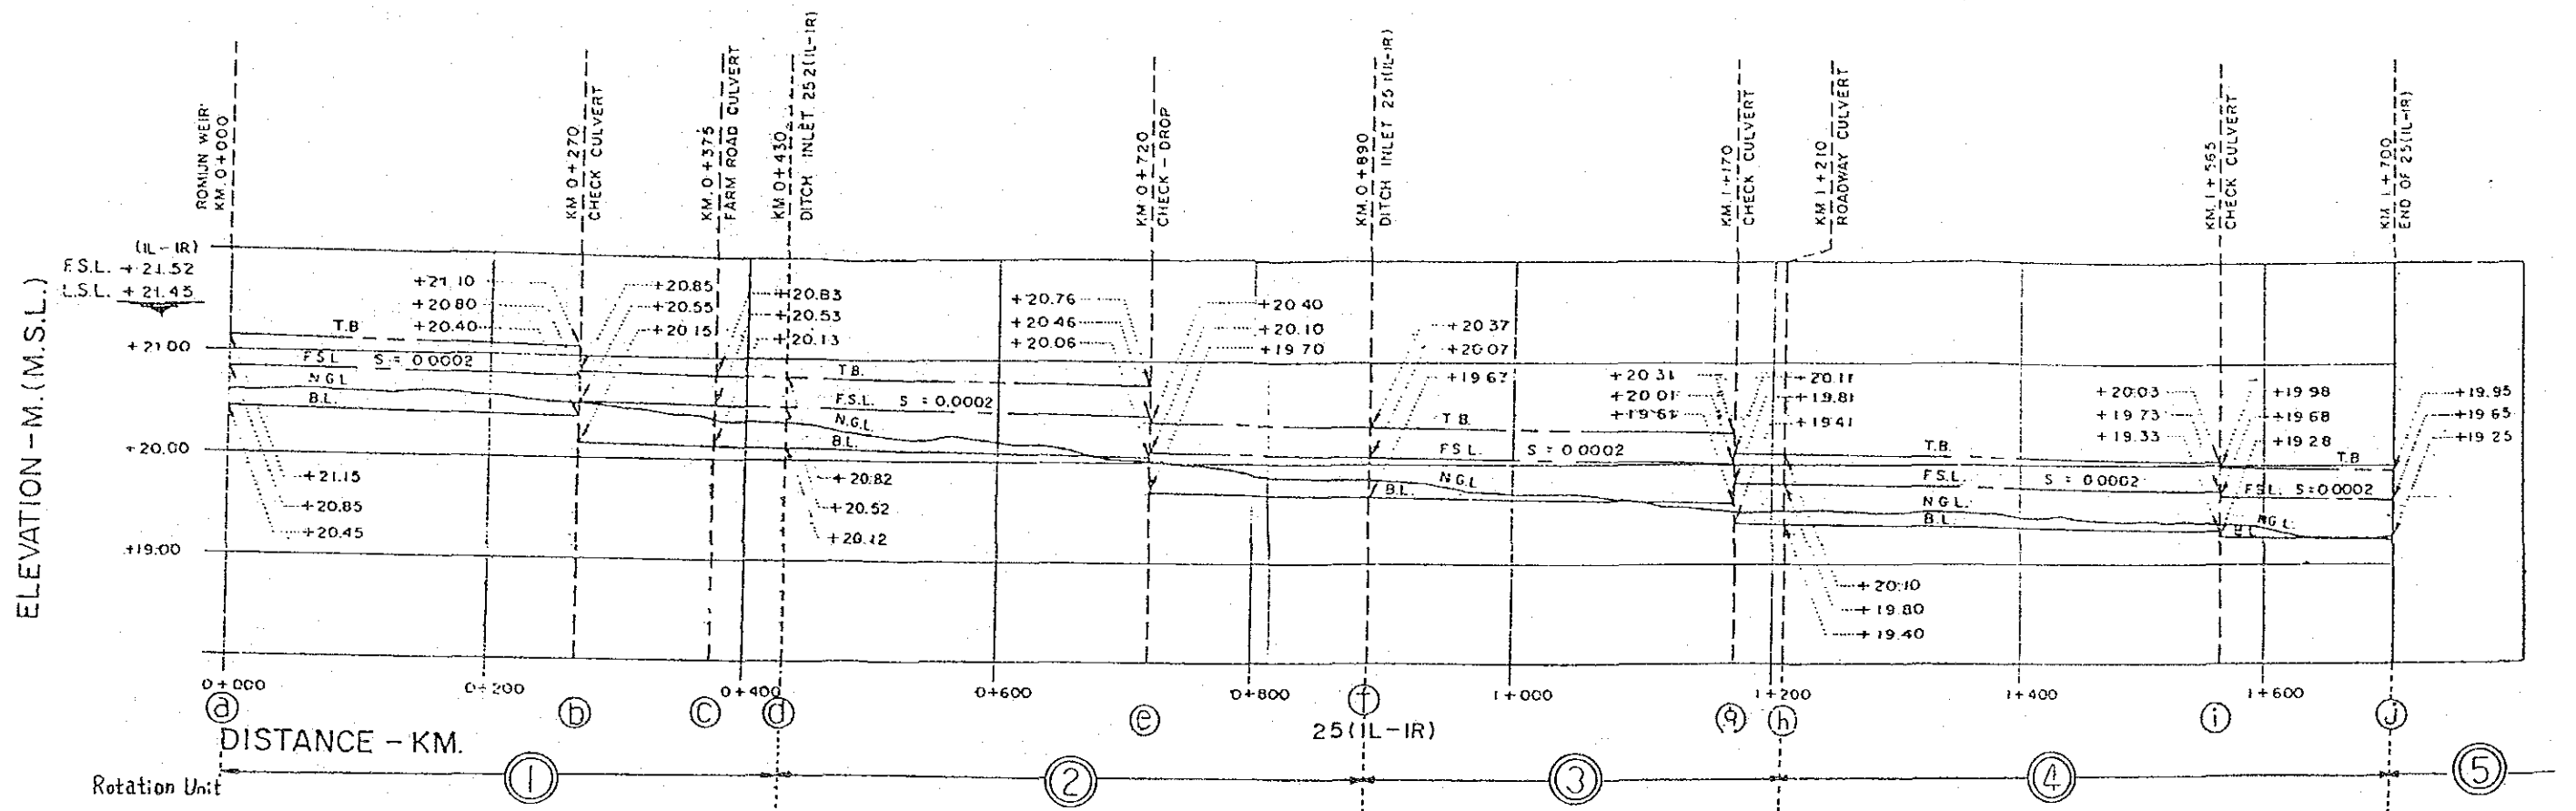 ROMIJN WEIR
KM. 0+000
KM 0+270
CHECK CULVERT
KM. 0+375
FARM ROAD CULVERT
KM 0+430
DITCH INLET 252(IL-IR)
KM 0+720
CHECK - DROP
KM. 0+890
DITCH INLET 251(IL-IR)
KM. 1+170
CHECK CULVERT
KM 1+210
ROADWAY CULVERT
KM. 1+565
CHECK CULVERT
KM 1+700
END OF 25(IL-IR)
(IL-IR)
F.S.L. +21.52
L.S.L. +21.45
ELEVATION - M.(M.S.L.)
+21.00
+20.00
+19.00
+21.10
+20.80
+20.40
+20.85
+20.55
+20.15
+20.83
+20.53
+20.13
+20.76
+20.46
+20.06
+20.40
+20.10
+19.70
+20.37
+20.07
+19.67
+20.31
+20.01
+19.61
+20.11
+19.81
+19.41
+20.03
+19.73
+19.33
+19.98
+19.68
+19.28
+19.95
+19.65
+19.25
T.B
F.S.L. S = 0.0002
N.G.L
B.L.
T.B.
F.S.L. S = 0.0002
N.G.L.
B.L.
T.B.
F.S.L. S = 0.0002
N.G.L
B.L.
T.B.
F.S.L. S = 0.0002
N.G.L.
B.L.
T.B
F.S.L. S=0.0002
N.G.L.
B.L
+21.15
+20.85
+20.45
+20.82
+20.52
+20.12
+20.10
+19.80
+19.40
0+000
0+200
0+400
0+600
0+800
1+000
1+200
1+400
1+600
a
b
c
d
e
f
g
h
i
j
DISTANCE - KM.
25(IL-IR)
Rotation Unit
1
2
3
4
5